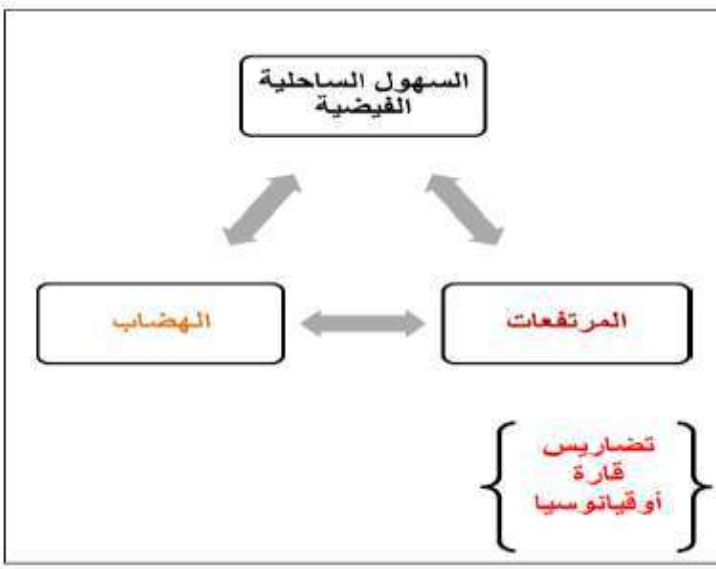 السهول الساحلية
الفيضية
المرتفعات
الهضاب
تضاريس
قارة
أوقيانوسيا